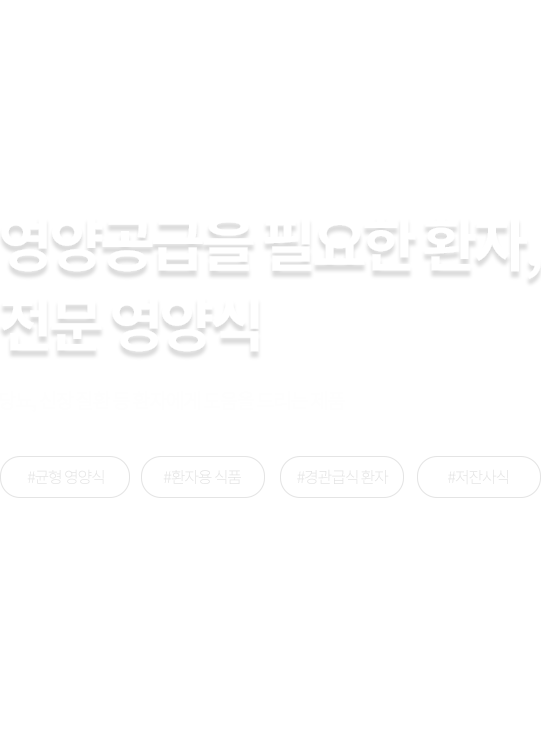 영양공급을 필요한 환자,
전문 영양식
#균형 영양식 #환자용 식품 #경관급식 환자 #저잔사식